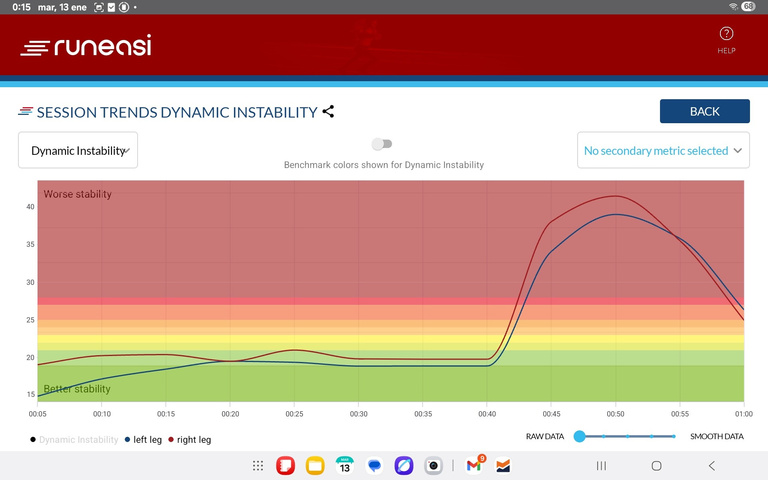 0:15 mar, 13 ene
68
runeasi
HELP
SESSION TRENDS DYNAMIC INSTABILITY
BACK
Dynamic Instability
Benchmark colors shown for Dynamic Instability
No secondary metric selected
Worse stability
40
35
30
25
20
15
Better stability
00:05 00:10 00:15 00:20 00:25 00:30 00:35 00:40 00:45 00:50 00:55 01:00
Dynamic Instability left leg right leg
RAW DATA SMOOTH DATA
13
9